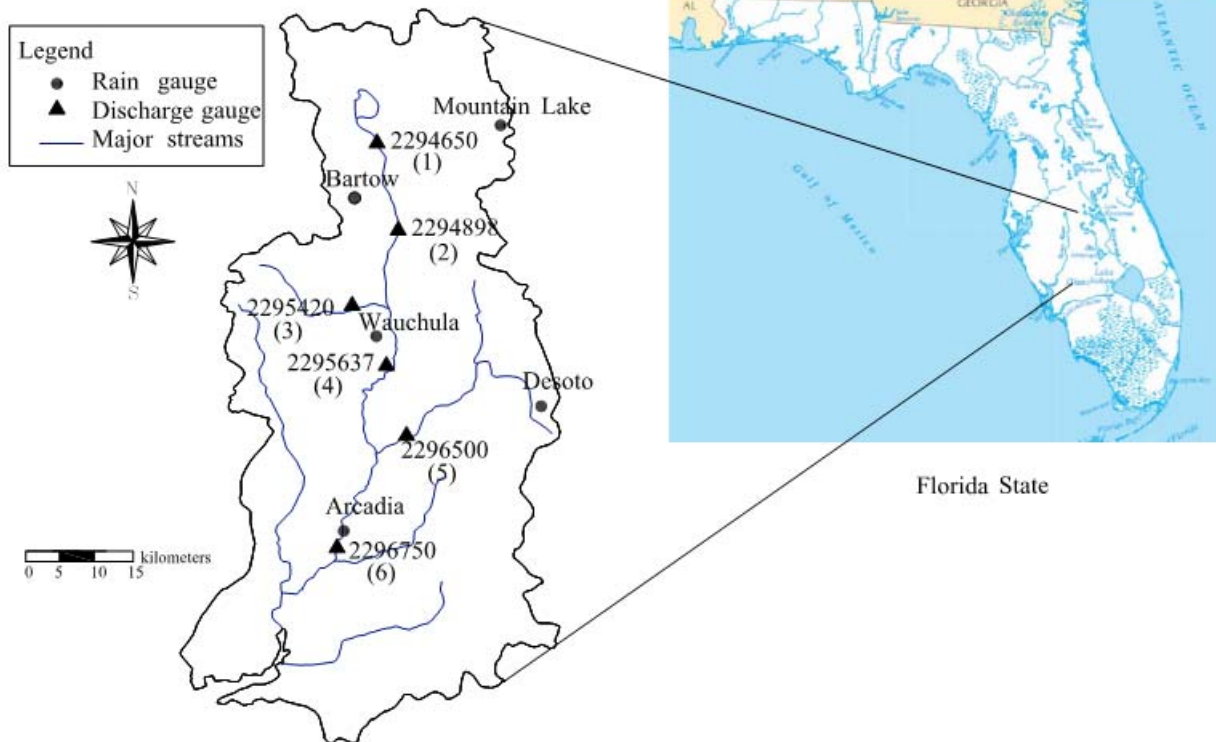 Legend
Rain gauge
Discharge gauge
Major streams
N
S
Mountain Lake
2294650
(1)
Bartow
2294898
(2)
2295420
(3)
Wauchula
2295637
(4)
Desoto
2296500
(5)
Arcadia
2296750
(6)
kilometers
0 5 10 15
AL
GEORGIA
ATLANTIC OCEAN
Gulf of Mexico
Lake
Florida State